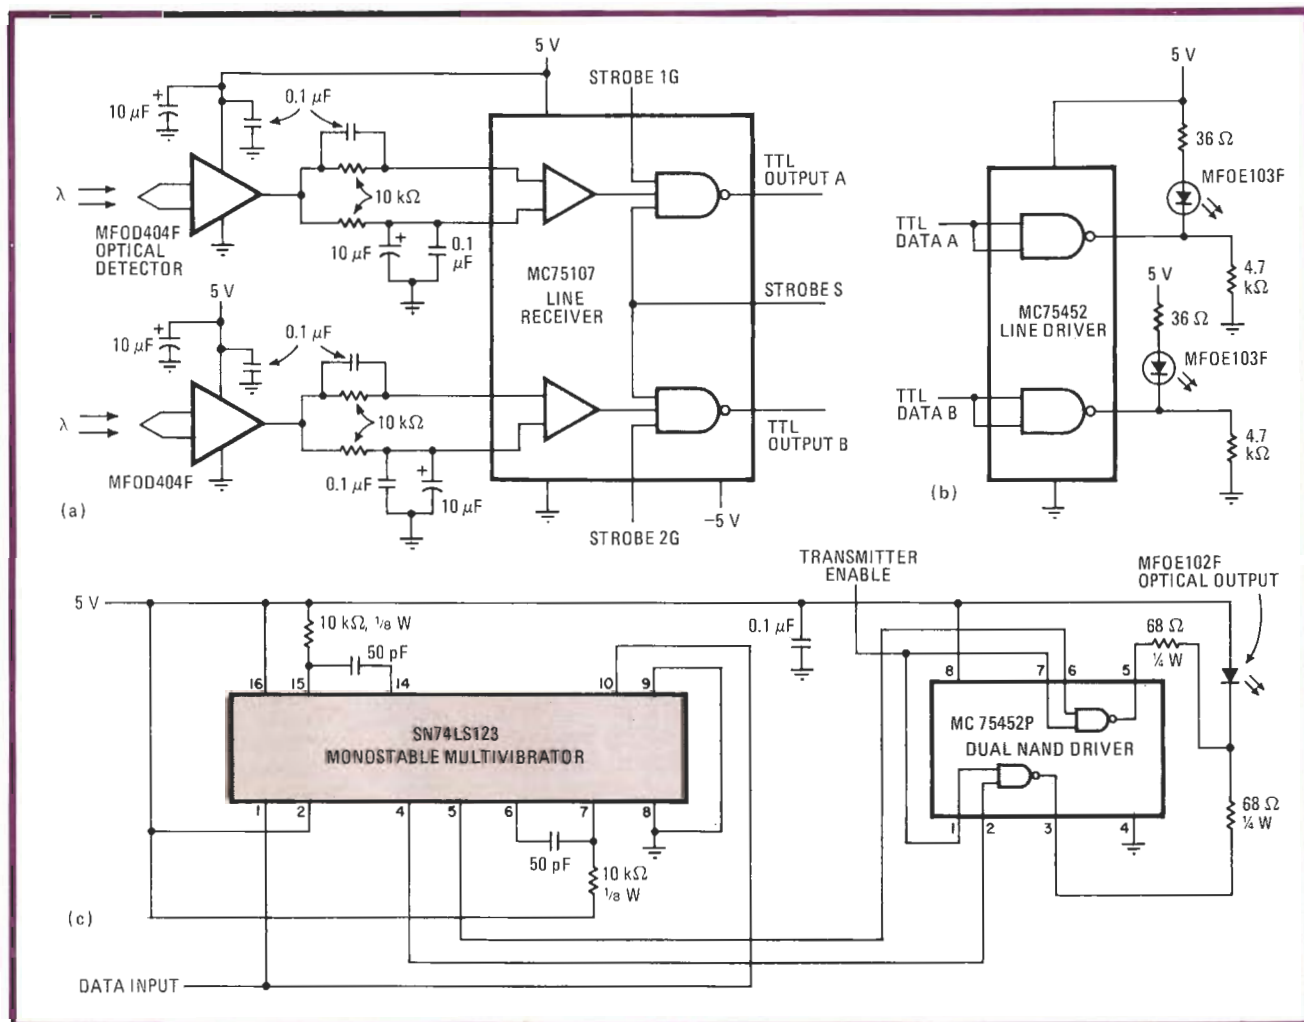 5 V
10 µF
+
0.1 µF
STROBE 1G
λ
10 kΩ
MFOD404F
OPTICAL
DETECTOR
10 µF
+
0.1
µF
TTL
OUTPUT A
MC75107
LINE
RECEIVER
STROBE S
5 V
10 µF
+
0.1 µF
λ
10 kΩ
MFOD404F
0.1 µF
+
10 µF
TTL
OUTPUT B
–5 V
STROBE 2G
(a)
5 V
36 Ω
MFOE103F
TTL
DATA A
4.7
kΩ
5 V
36 Ω
MC75452
LINE DRIVER
MFOE103F
TTL
DATA B
4.7
kΩ
(b)
TRANSMITTER
ENABLE
MFOE102F
OPTICAL OUTPUT
5 V
10 kΩ, 1/8 W
50 pF
0.1 µF
68 Ω
¼ W
16 15 14 10 9
SN74LS123
MONOSTABLE MULTIVIBRATOR
1 2 4 5 6 7 8
50 pF
10 kΩ
1/8 W
8 7 6 5
MC 75452P
DUAL NAND DRIVER
1 2 3 4
68 Ω
¼ W
(c)
DATA INPUT